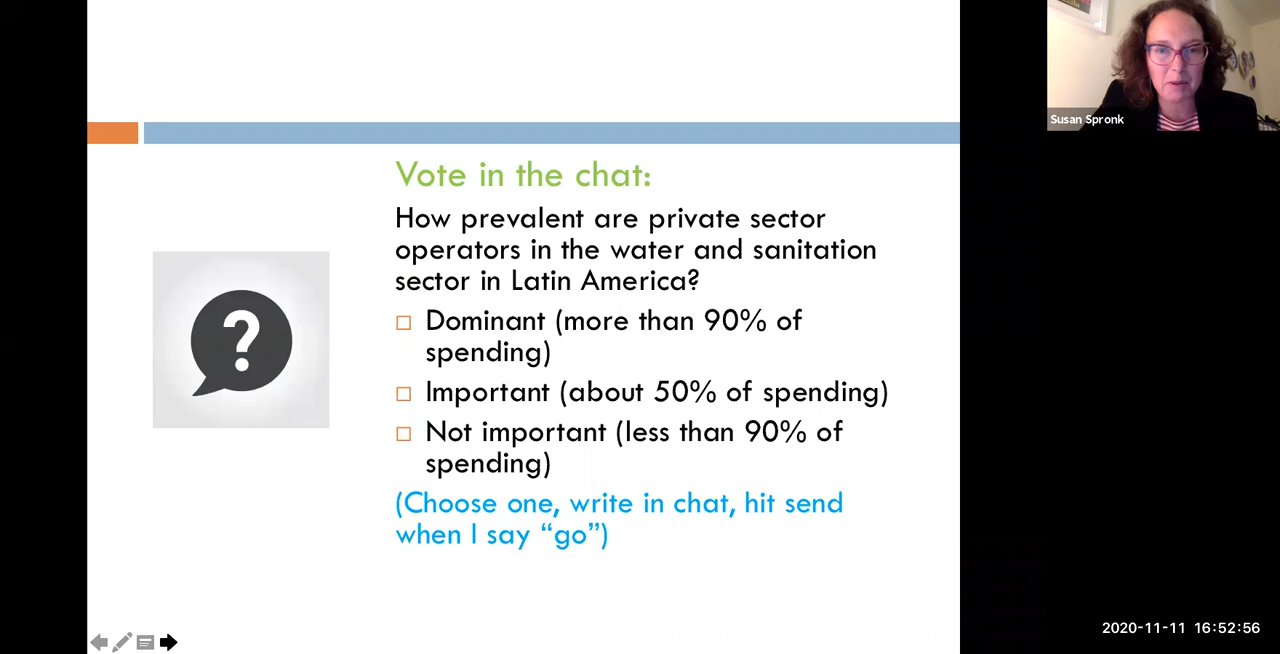 Vote in the chat:
How prevalent are private sector
operators in the water and sanitation
sector in Latin America?
Dominant (more than 90% of
spending)
Important (about 50% of spending)
Not important (less than 90% of
spending)
(Choose one, write in chat, hit send
when I say “go”)
?
Susan Spronk
2020-11-11 16:52:56